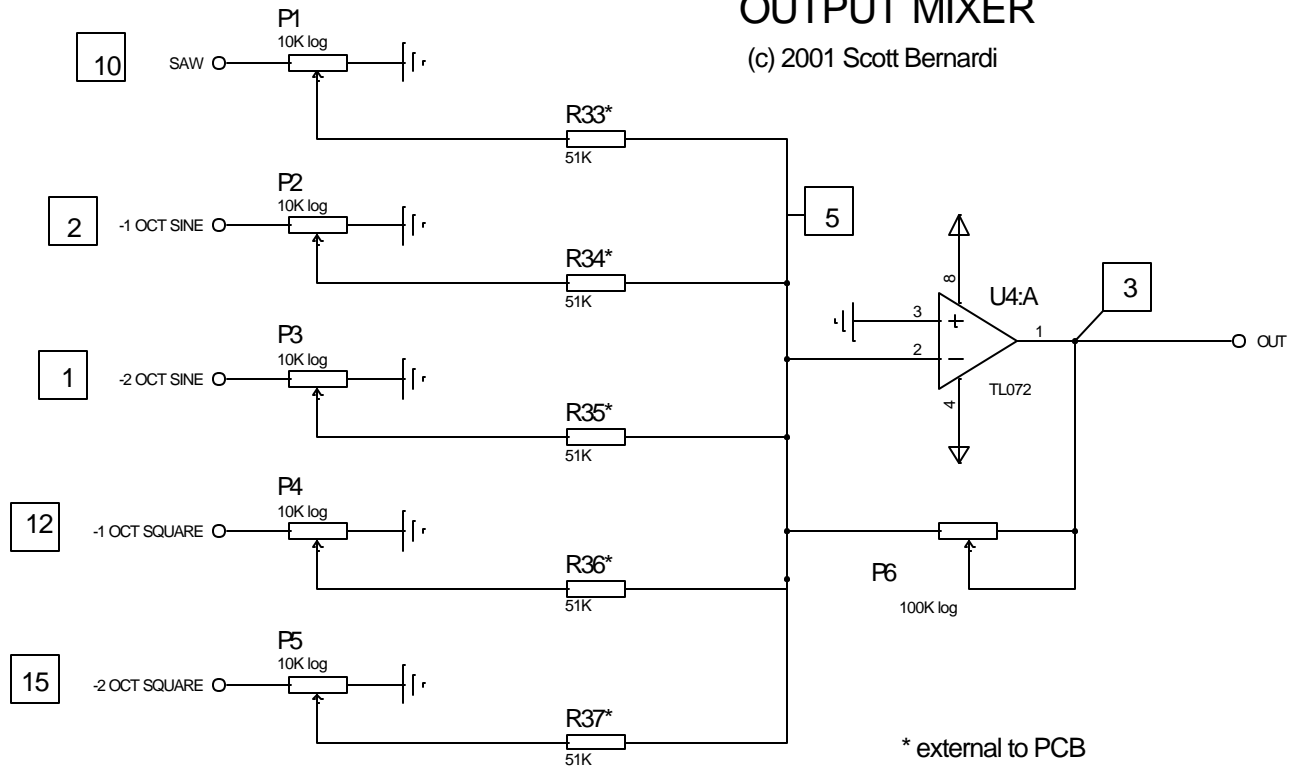 OUTPUT MIXER
(c) 2001 Scott Bernardi
P1
10K log
10
SAW
R33*
51K
P2
10K log
2
-1 OCT SINE
5
R34*
51K
8
U4:A
3
3
+
1
OUT
2
−
TL072
4
P3
10K log
1
-2 OCT SINE
R35*
51K
P4
10K log
12
-1 OCT SQUARE
R36*
51K
P6
100K log
P5
10K log
15
-2 OCT SQUARE
R37*
51K
* external to PCB